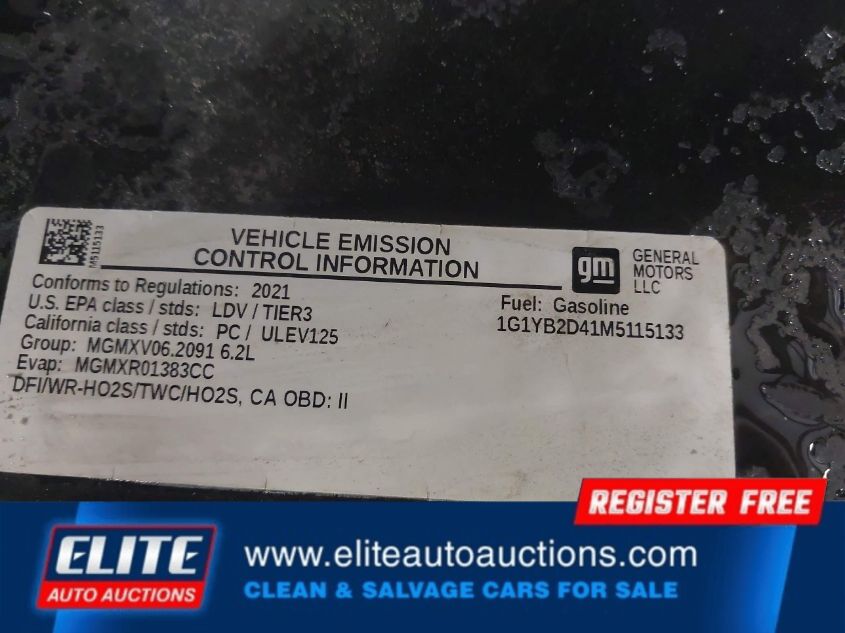 M5115133
VEHICLE EMISSION
CONTROL INFORMATION
gm
GENERAL
MOTORS
LLC
Conforms to Regulations: 2021
U.S. EPA class / stds: LDV / TIER3
California class / stds: PC / ULEV125
Group: MGMXV06.2091 6.2L
Evap: MGMXR01383CC
DFI/WR-HO2S/TWC/HO2S, CA OBD: II
Fuel: Gasoline
1G1YB2D41M5115133
REGISTER FREE
ELITE
AUTO AUCTIONS
www.eliteautoauctions.com
CLEAN & SALVAGE CARS FOR SALE